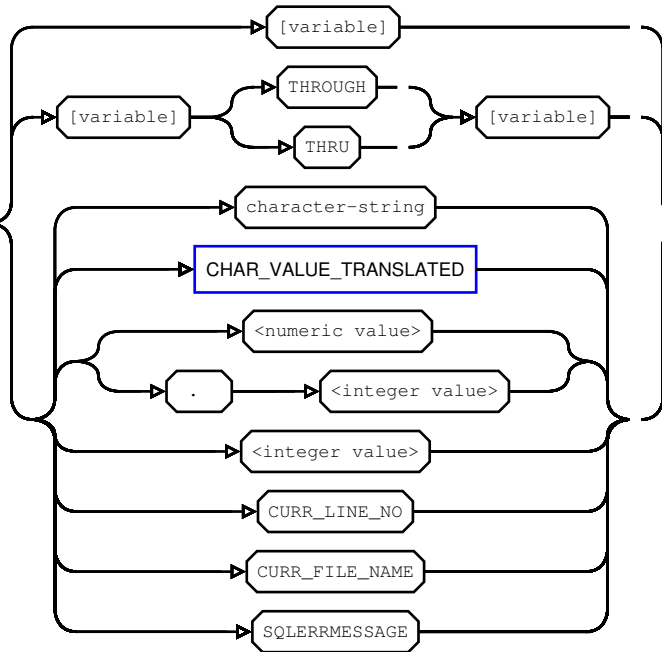 [variable]
THROUGH
[variable]
[variable]
THRU
character-string
CHAR_VALUE_TRANSLATED
<numeric value>
.
<integer value>
<integer value>
CURR_LINE_NO
CURR_FILE_NAME
SQLERRMESSAGE